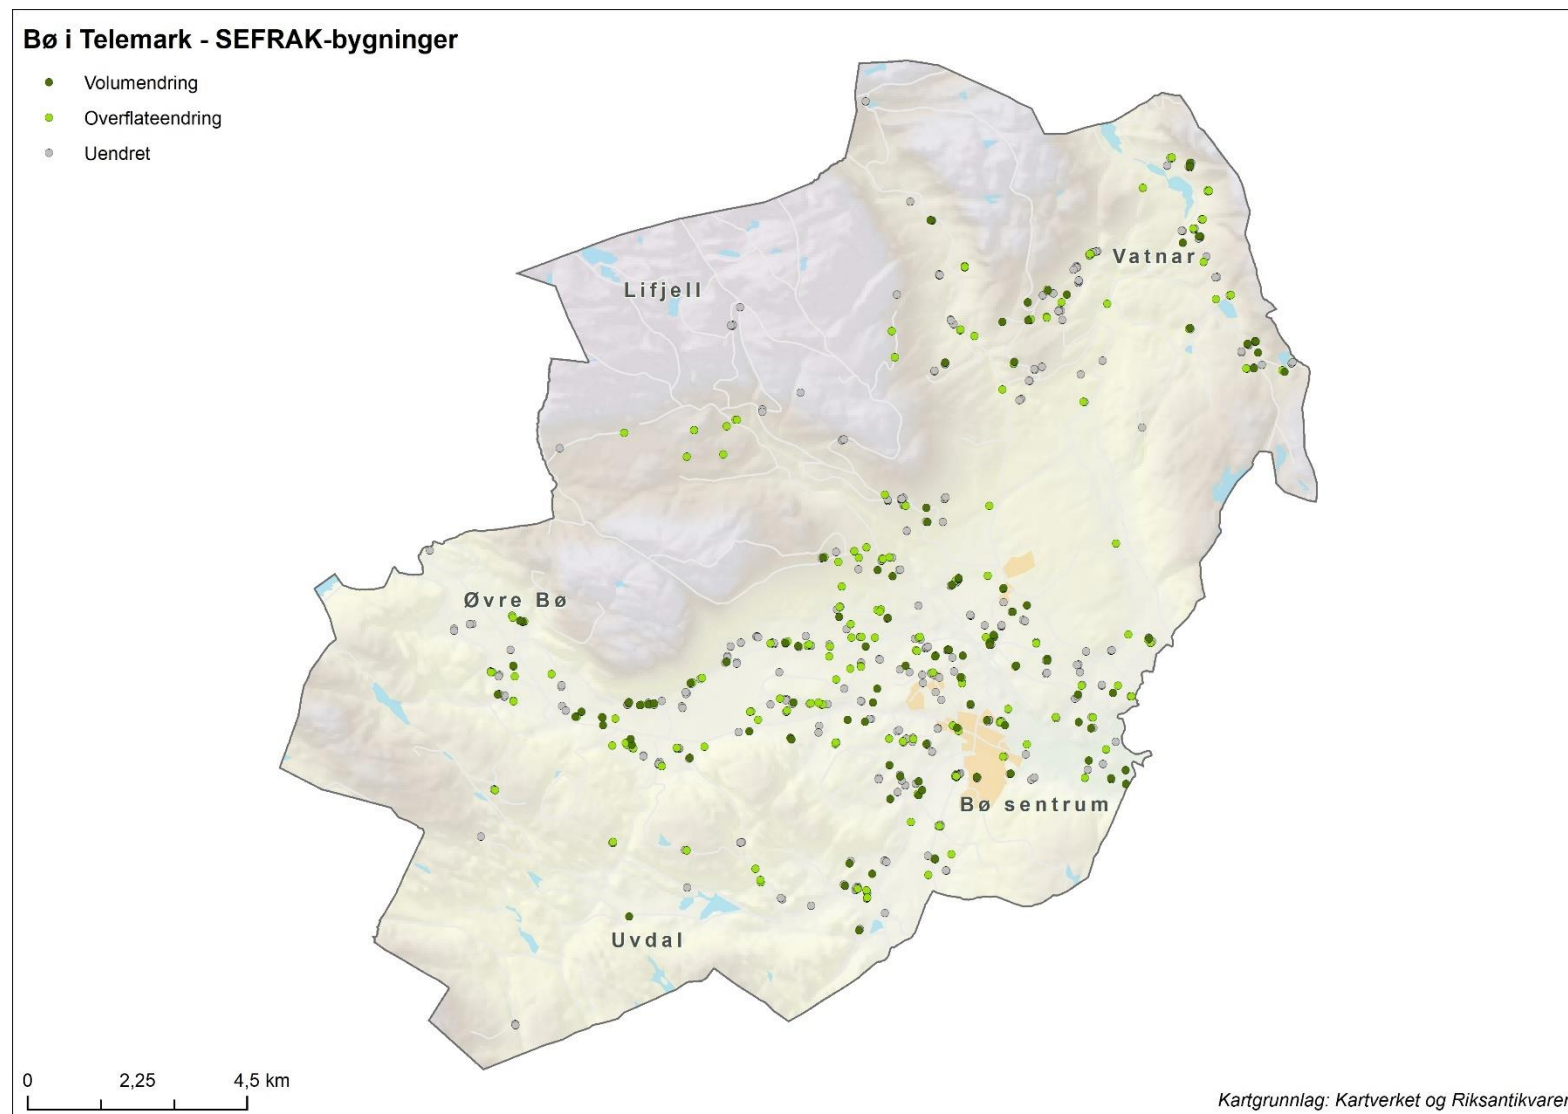 Bø i Telemark - SEFRAK-bygninger
Volumendring
Overflateendring
Uendret
Vatnar
Lifjell
Øvre Bø
Bø sentrum
Uvdal
0 2,25 4,5 km
Kartgrunnlag: Kartverket og Riksantikvaren